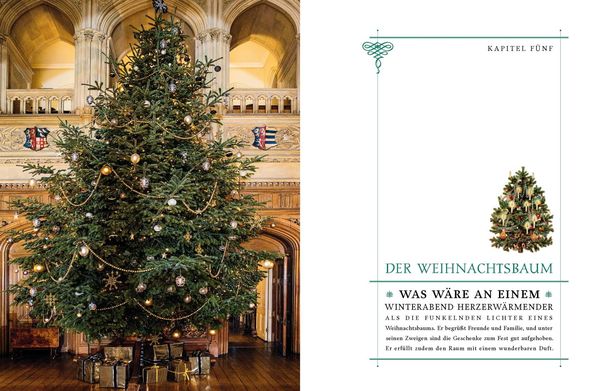 KAPITEL FÜNF
DER WEIHNACHTSBAUM
WAS WÄRE AN EINEM
WINTERABEND HERZERWÄRMENDER
ALS DIE FUNKELNDEN LICHTER EINES
Weihnachtsbaums. Er begrüßt Freunde und Familie, und unter
seinen Zweigen sind die Geschenke zum Fest gut aufgehoben.
Er erfüllt zudem den Raum mit einem wunderbaren Duft.